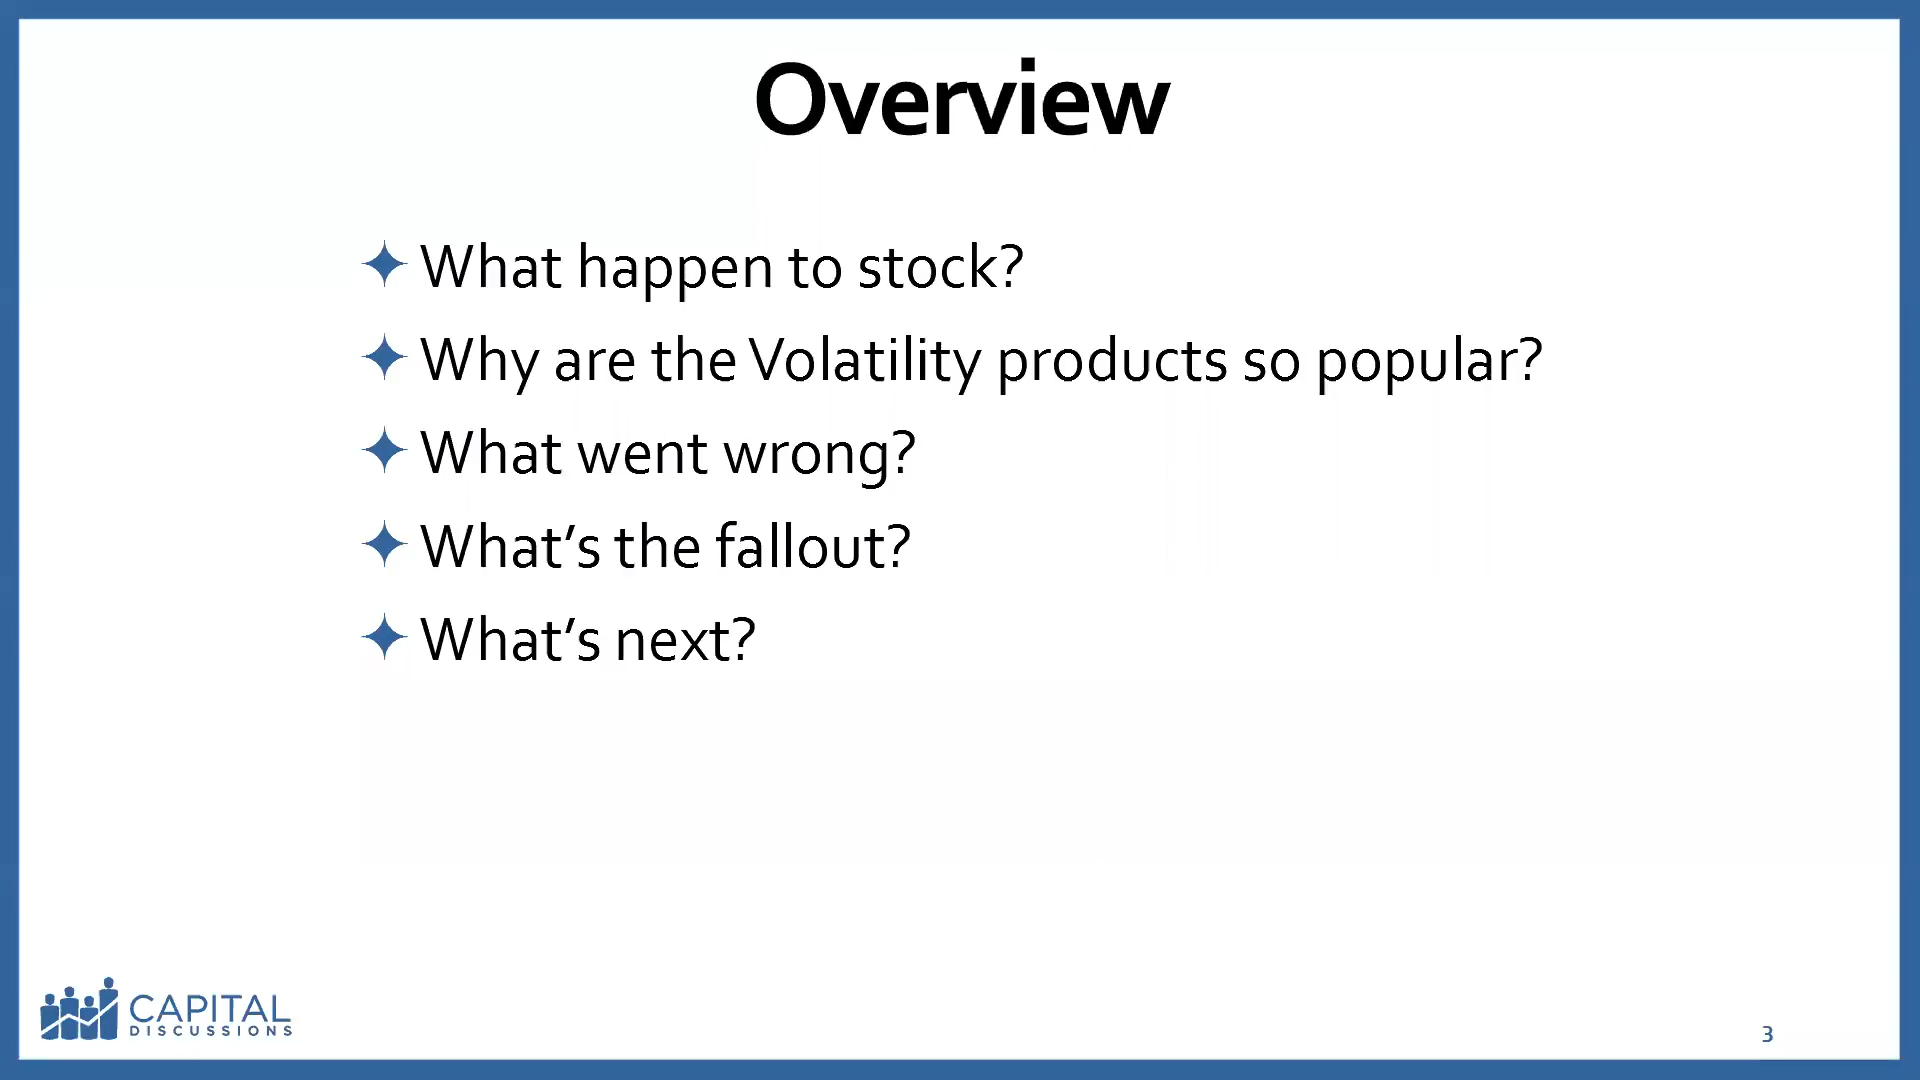 Overview
What happen to stock?
Why are the Volatility products so popular?
What went wrong?
What’s the fallout?
What’s next?
CAPITAL
DISCUSSIONS
3